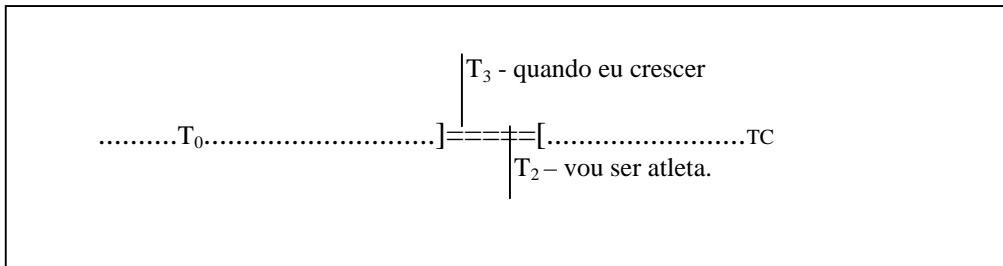 T₃ - quando eu crescer
..........T₀..............................]=====[..........................TC
T₂ – vou ser atleta.